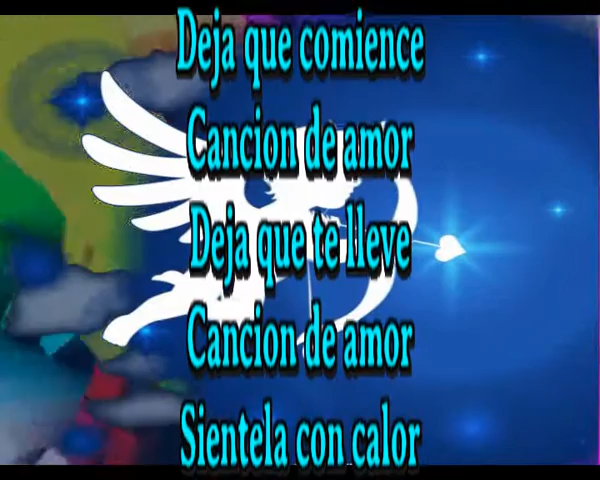 Deja que comience
Cancion de amor
Deja que te lleve
Cancion de amor
Sientela con calor